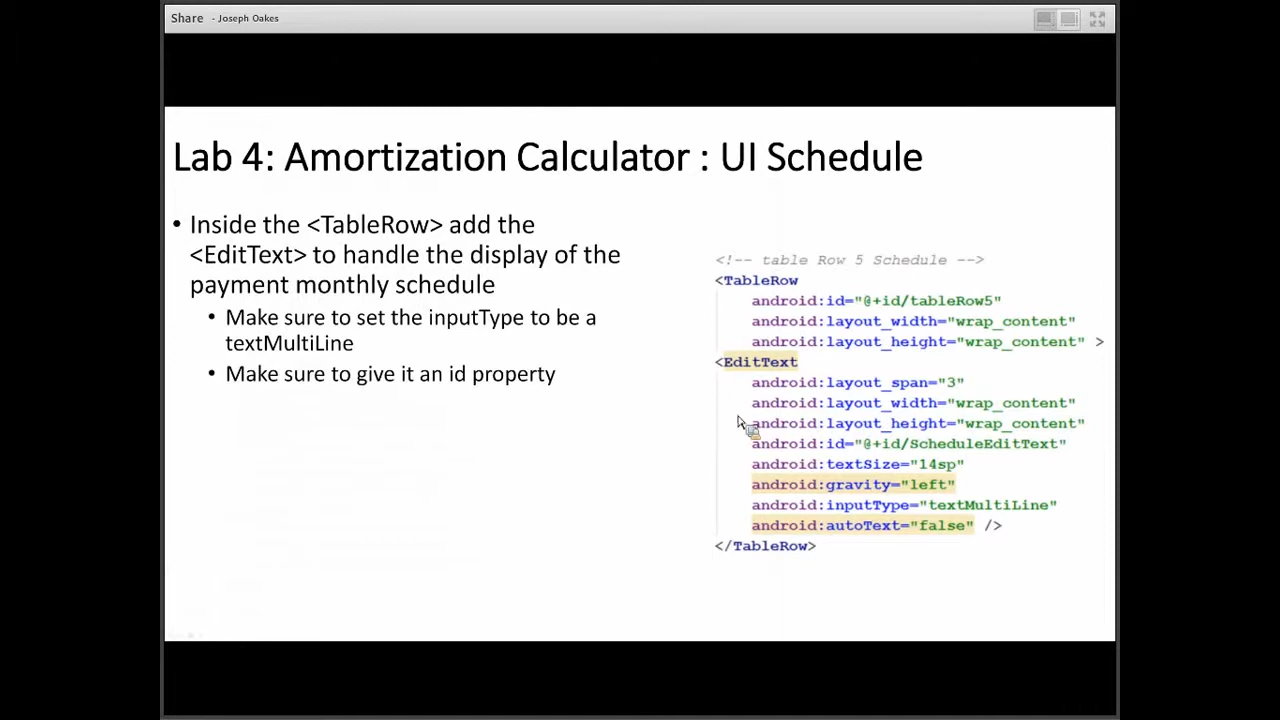 Share - Joseph Oakes
Lab 4: Amortization Calculator : UI Schedule
• Inside the <TableRow> add the
<EditText> to handle the display of the
payment monthly schedule
• Make sure to set the inputType to be a
textMultiLine
• Make sure to give it an id property
<!-- table Row 5 Schedule -->
<TableRow
android:id="@+id/tableRow5"
android:layout_width="wrap_content"
android:layout_height="wrap_content" >
<EditText
android:layout_span="3"
android:layout_width="wrap_content"
android:layout_height="wrap_content"
android:id="@+id/ScheduleEditText"
android:textSize="14sp"
android:gravity="left"
android:inputType="textMultiLine"
android:autoText="false" />
</TableRow>